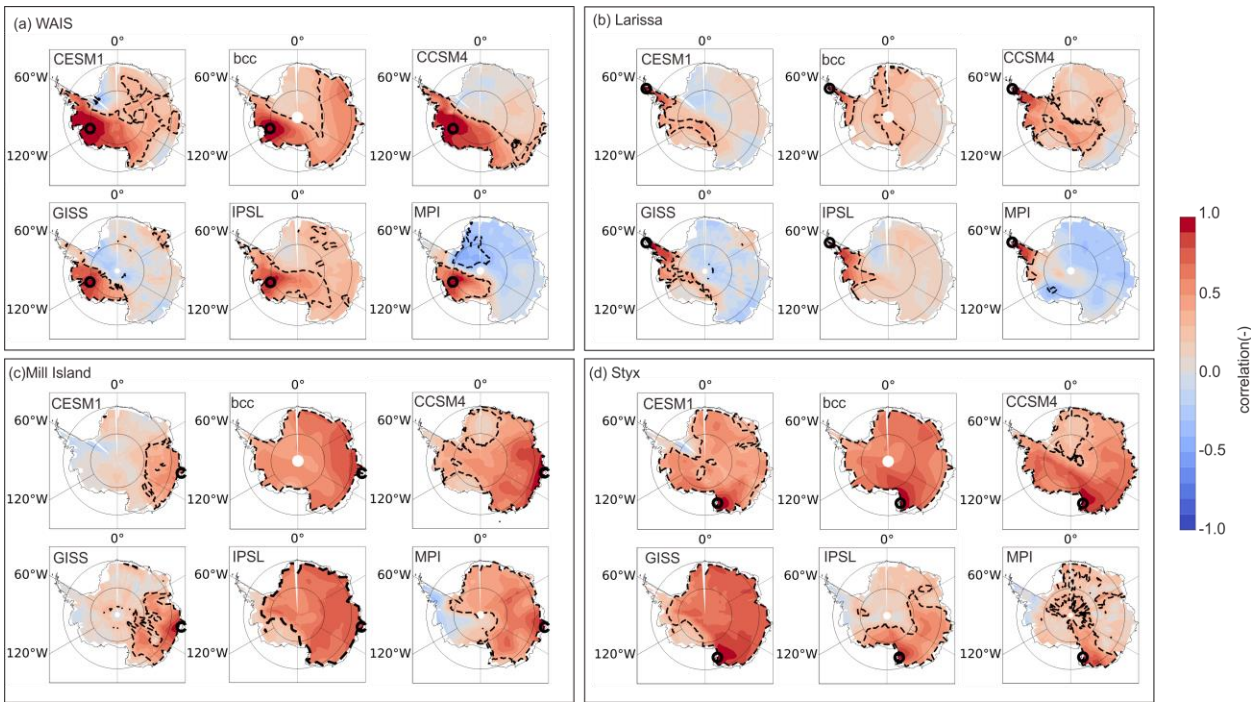 (a) WAIS
(b) Larissa
0° 0° 0° 0° 0° 0°
CESM1 bcc CCSM4 CESM1 bcc CCSM4
60°W 60°W 60°W 60°W 60°W 60°W
120°W 120°W 120°W 120°W 120°W 120°W
0° 0° 0° 0° 0° 0°
GISS IPSL MPI GISS IPSL MPI
60°W 60°W 60°W 60°W 60°W 60°W
120°W 120°W 120°W 120°W 120°W 120°W
(c)Mill Island
(d) Styx
0° 0° 0° 0° 0° 0°
CESM1 bcc CCSM4 CESM1 bcc CCSM4
60°W 60°W 60°W 60°W 60°W 60°W
120°W 120°W 120°W 120°W 120°W 120°W
0° 0° 0° 0° 0° 0°
GISS IPSL MPI GISS IPSL MPI
60°W 60°W 60°W 60°W 60°W 60°W
120°W 120°W 120°W 120°W 120°W 120°W
1.0
0.5
0.0
-0.5
-1.0
correlation(-)